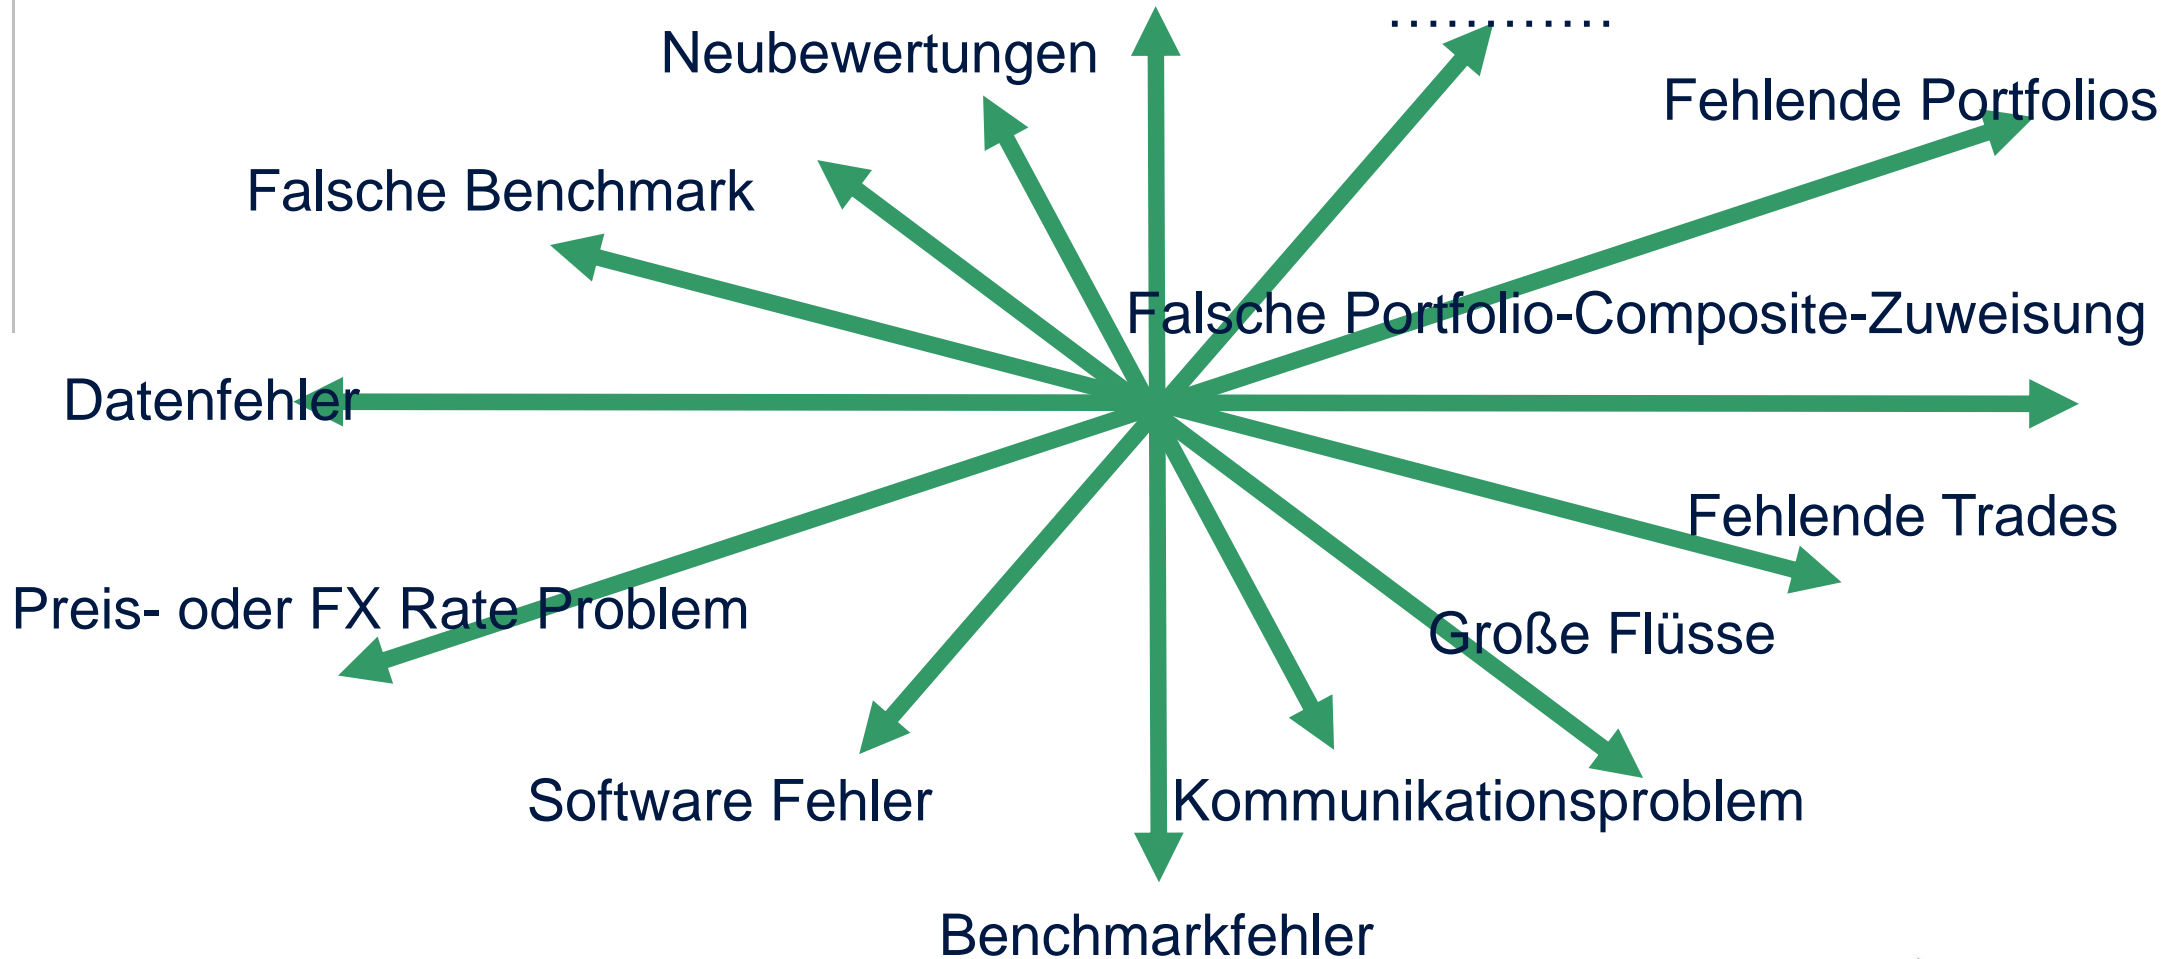 …………
Neubewertungen
Fehlende Portfolios
Falsche Benchmark
Falsche Portfolio-Composite-Zuweisung
Datenfehler
Fehlende Trades
Preis- oder FX Rate Problem
Große Flüsse
Software Fehler
Kommunikationsproblem
Benchmarkfehler